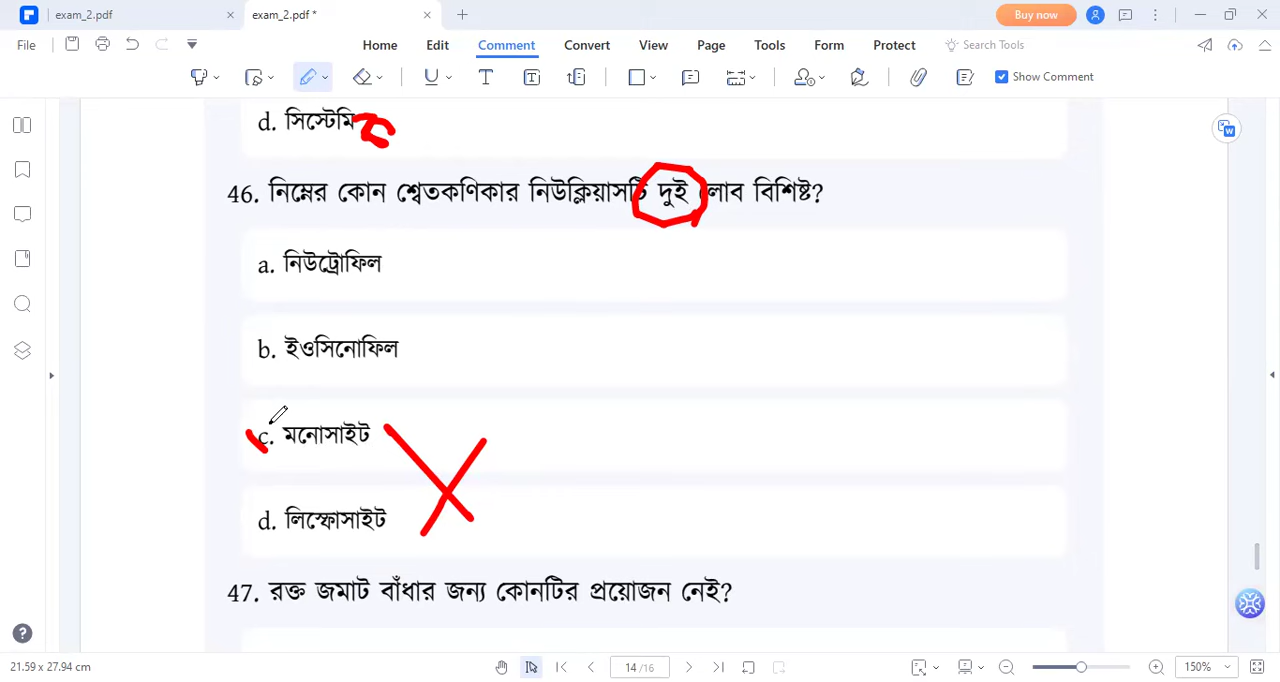 exam_2.pdf exam_2.pdf * Buy now
File Home Edit Comment Convert View Page Tools Form Protect Search Tools
Show Comment
d. সিস্টেমি
46. নিম্নের কোন শ্বেতকণিকার নিউক্লিয়াসটি দুই লোব বিশিষ্ট?
a. নিউট্রোফিল
b. ইওসিনোফিল
c. মনোসাইট
d. লিম্ফোসাইট
47. রক্ত জমাট বাঁধার জন্য কোনটির প্রয়োজন নেই?
21.59 x 27.94 cm 14 /16 150%